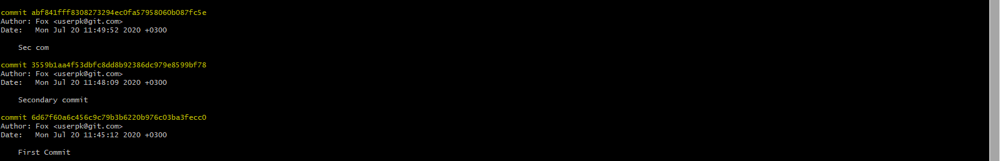 commit abf841fff8308273294ec0fa57958060b087fc5e
Author: Fox <userpk@git.com>
Date:   Mon Jul 20 11:49:52 2020 +0300
Sec com
commit 3559b1aa4f53dbfc8dd8b92386dc979e8599bf78
Author: Fox <userpk@git.com>
Date:   Mon Jul 20 11:48:09 2020 +0300
Secondary commit
commit 6d67f60a6c456c9c79b3b6220b976c03ba3fecc0
Author: Fox <userpk@git.com>
Date:   Mon Jul 20 11:45:12 2020 +0300
First Commit